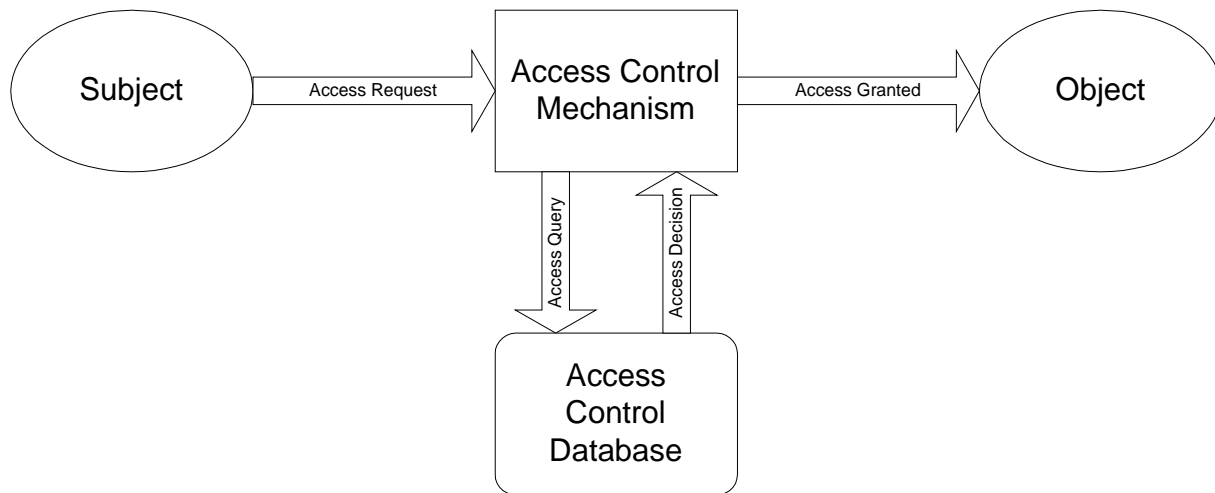 Subject
Access Request
Access Control
Mechanism
Access Granted
Object
Access Query
Access Decision
Access
Control
Database